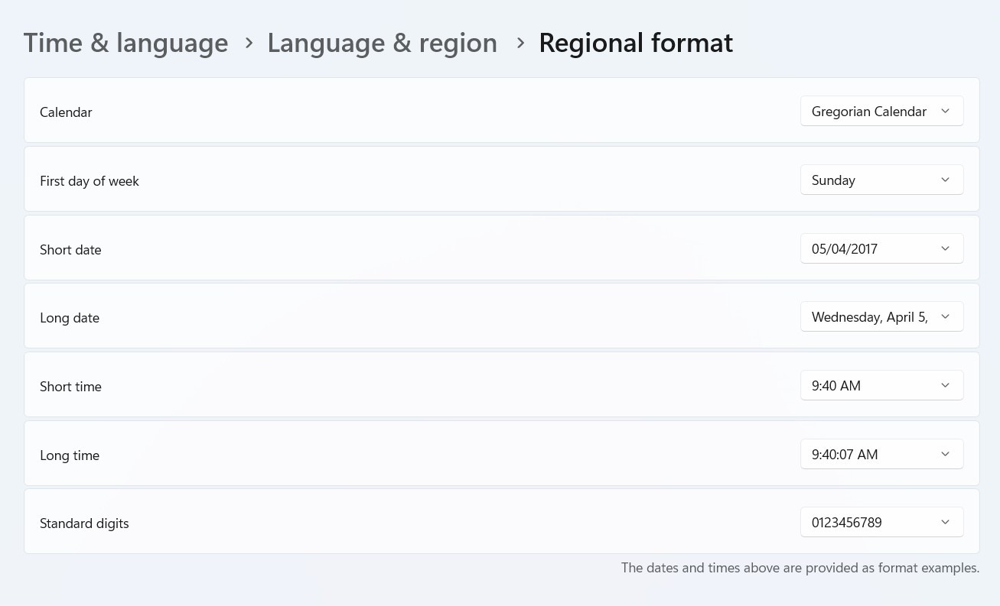 Time & language > Language & region > Regional format
Calendar Gregorian Calendar
First day of week Sunday
Short date 05/04/2017
Long date Wednesday, April 5,
Short time 9:40 AM
Long time 9:40:07 AM
Standard digits 0123456789
The dates and times above are provided as format examples.